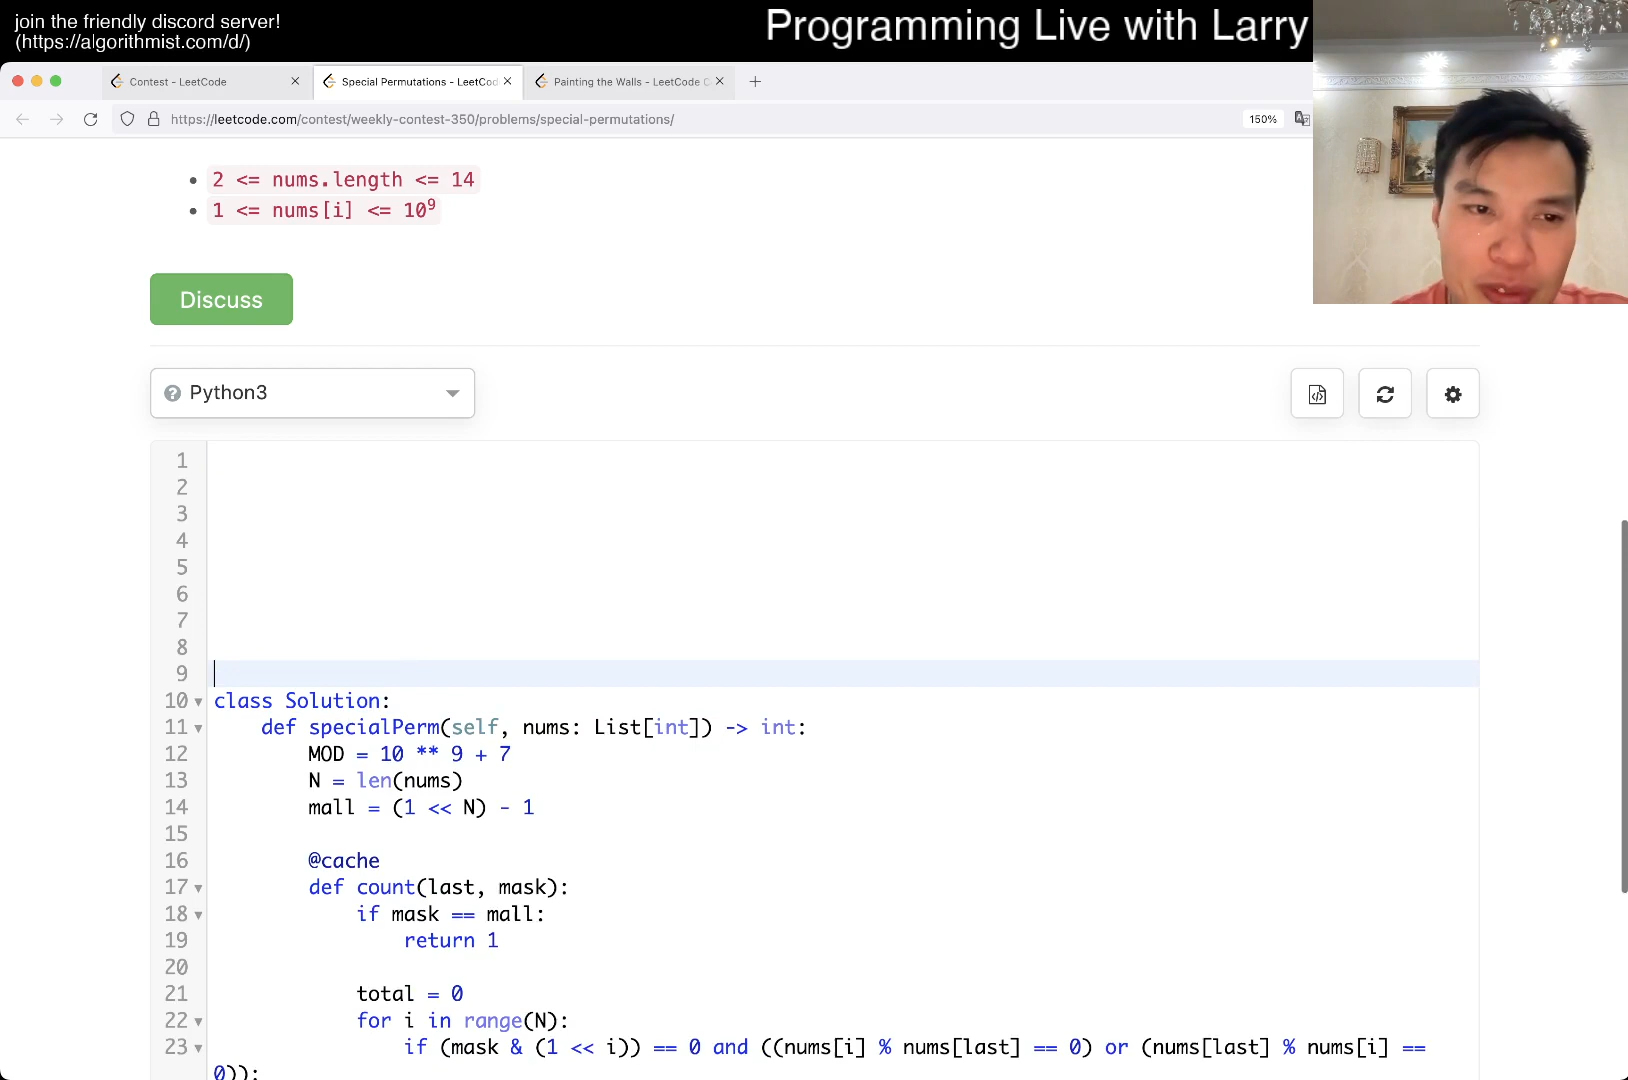 join the friendly discord server!
(https://algorithmist.com/d/)
Programming Live with Larry
Contest - LeetCode
Special Permutations - LeetCod
Painting the Walls - LeetCode C
https://leetcode.com/contest/weekly-contest-350/problems/special-permutations/
150%
2 <= nums.length <= 14
1 <= nums[i] <= 10⁹
Discuss
Python3
1
2
3
4
5
6
7
8
9
10 class Solution:
11     def specialPerm(self, nums: List[int]) -> int:
12         MOD = 10 ** 9 + 7
13         N = len(nums)
14         mall = (1 << N) - 1
15
16         @cache
17         def count(last, mask):
18             if mask == mall:
19                 return 1
20
21             total = 0
22             for i in range(N):
23                 if (mask & (1 << i)) == 0 and ((nums[i] % nums[last] == 0) or (nums[last] % nums[i] ==
0)):